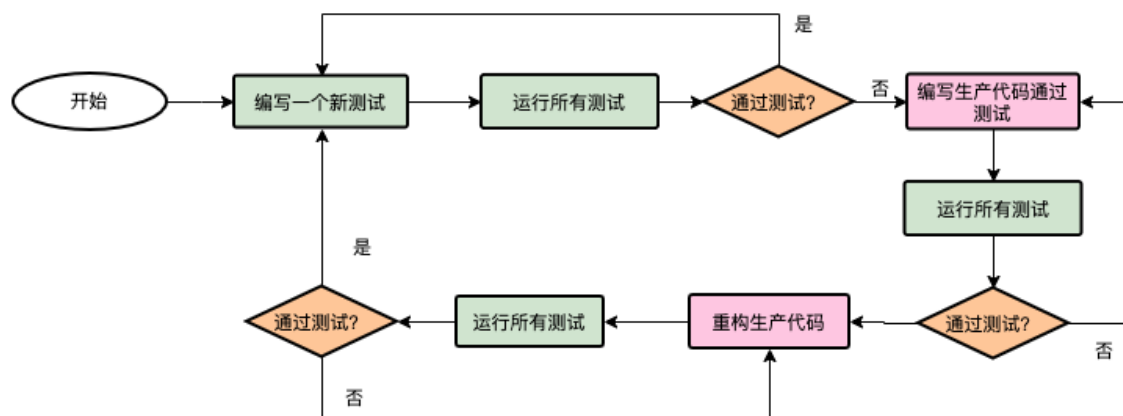 是
开始
编写一个新测试
运行所有测试
通过测试?
否
编写生产代码通过
测试
运行所有测试
是
通过测试?
运行所有测试
重构生产代码
通过测试?
否
否